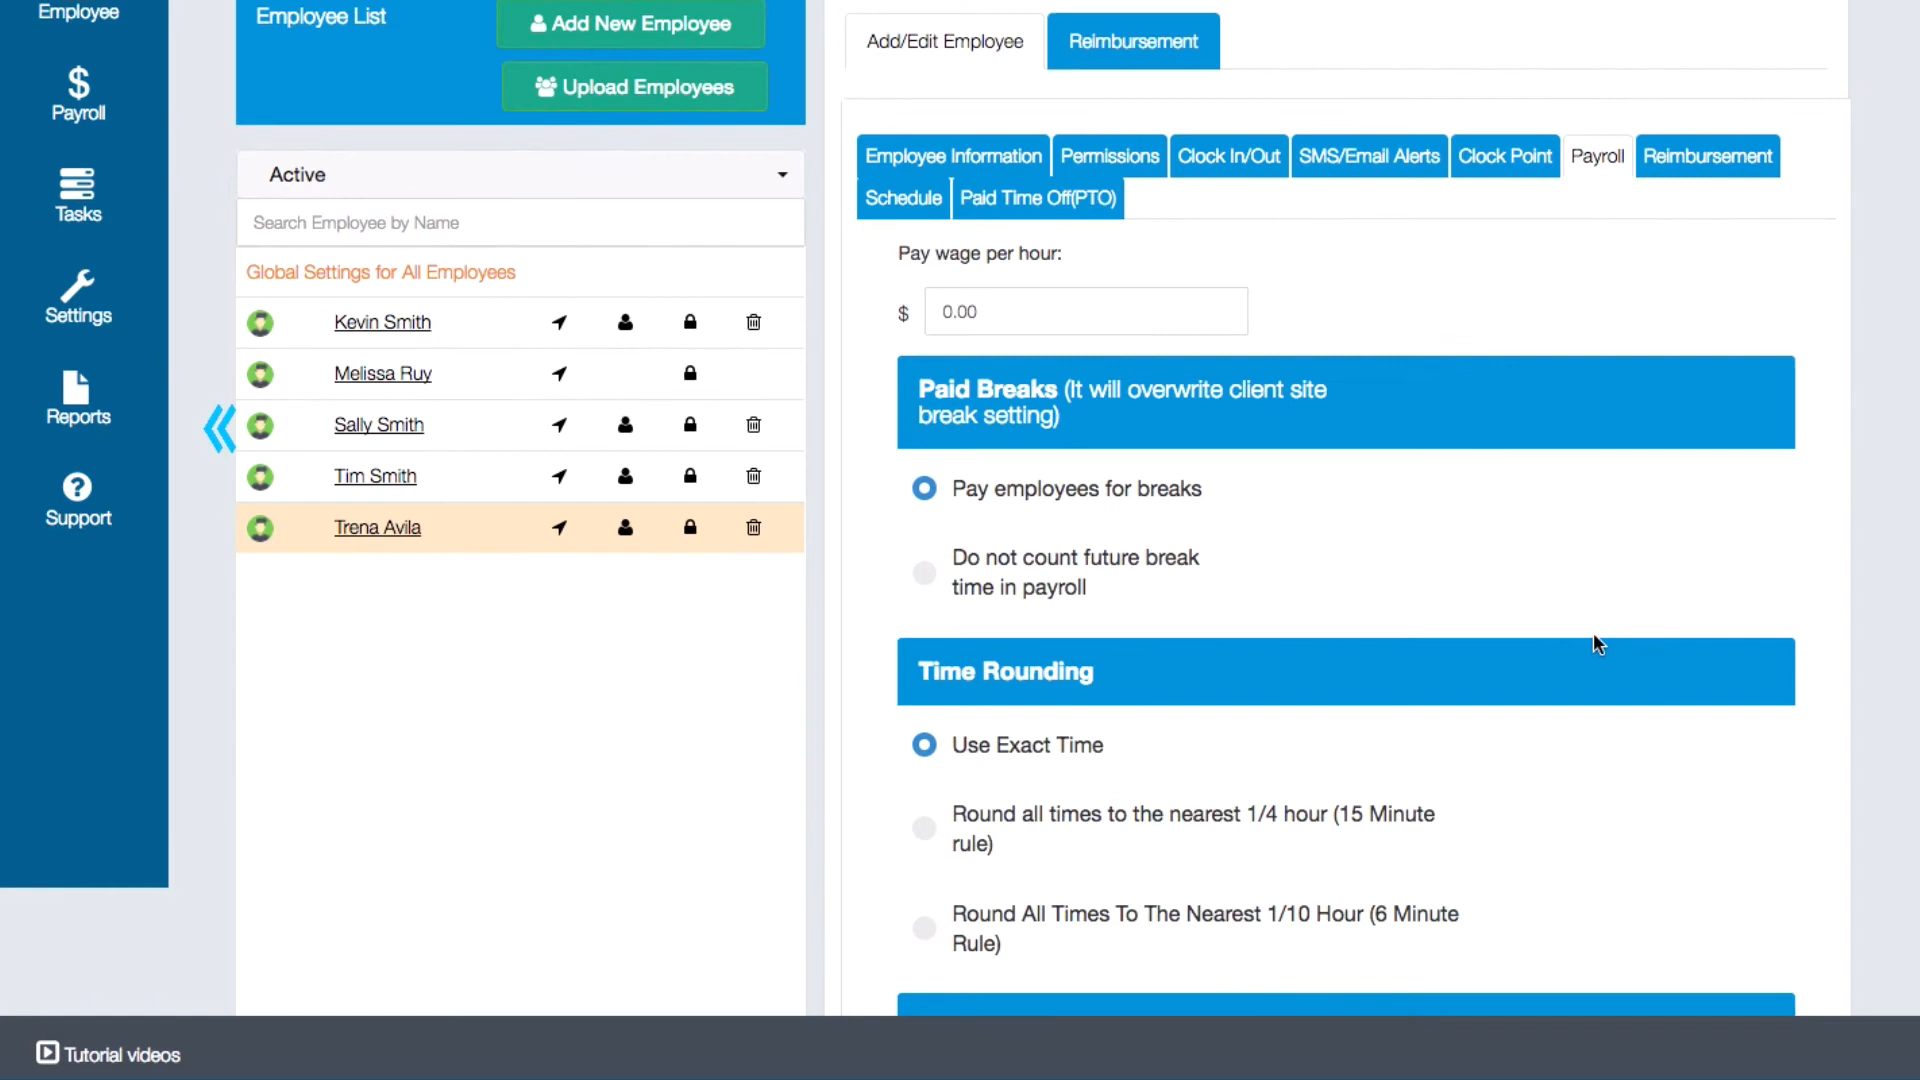 Employee
Payroll
Tasks
Settings
Reports
Support
Employee List
Add New Employee
Upload Employees
Active
Search Employee by Name
Global Settings for All Employees
Kevin Smith
Melissa Ruy
Sally Smith
Tim Smith
Trena Avila
Add/Edit Employee
Reimbursement
Employee Information
Permissions
Clock In/Out
SMS/Email Alerts
Clock Point
Payroll
Reimbursement
Schedule
Paid Time Off(PTO)
Pay wage per hour:
$ 0.00
Paid Breaks (It will overwrite client site
break setting)
Pay employees for breaks
Do not count future break
time in payroll
Time Rounding
Use Exact Time
Round all times to the nearest 1/4 hour (15 Minute
rule)
Round All Times To The Nearest 1/10 Hour (6 Minute
Rule)
Tutorial videos